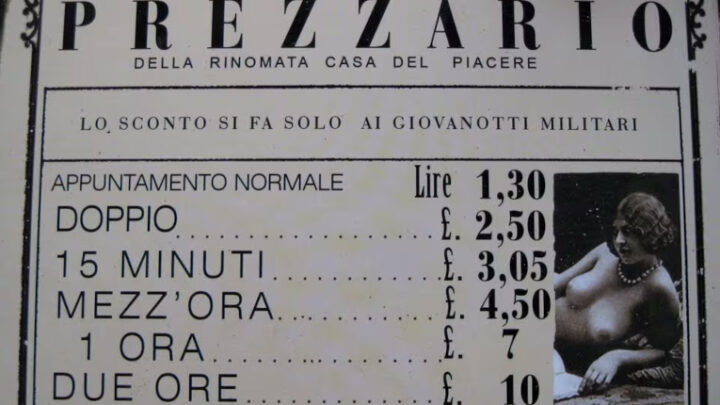 PREZZARIO
DELLA RINOMATA CASA DEL PIACERE
LO SCONTO SI FA SOLO AI GIOVANOTTI MILITARI
APPUNTAMENTO NORMALE Lire 1,30
DOPPIO £. 2,50
15 MINUTI £. 3,05
MEZZ'ORA £. 4,50
1 ORA £. 7
DUE ORE £. 10